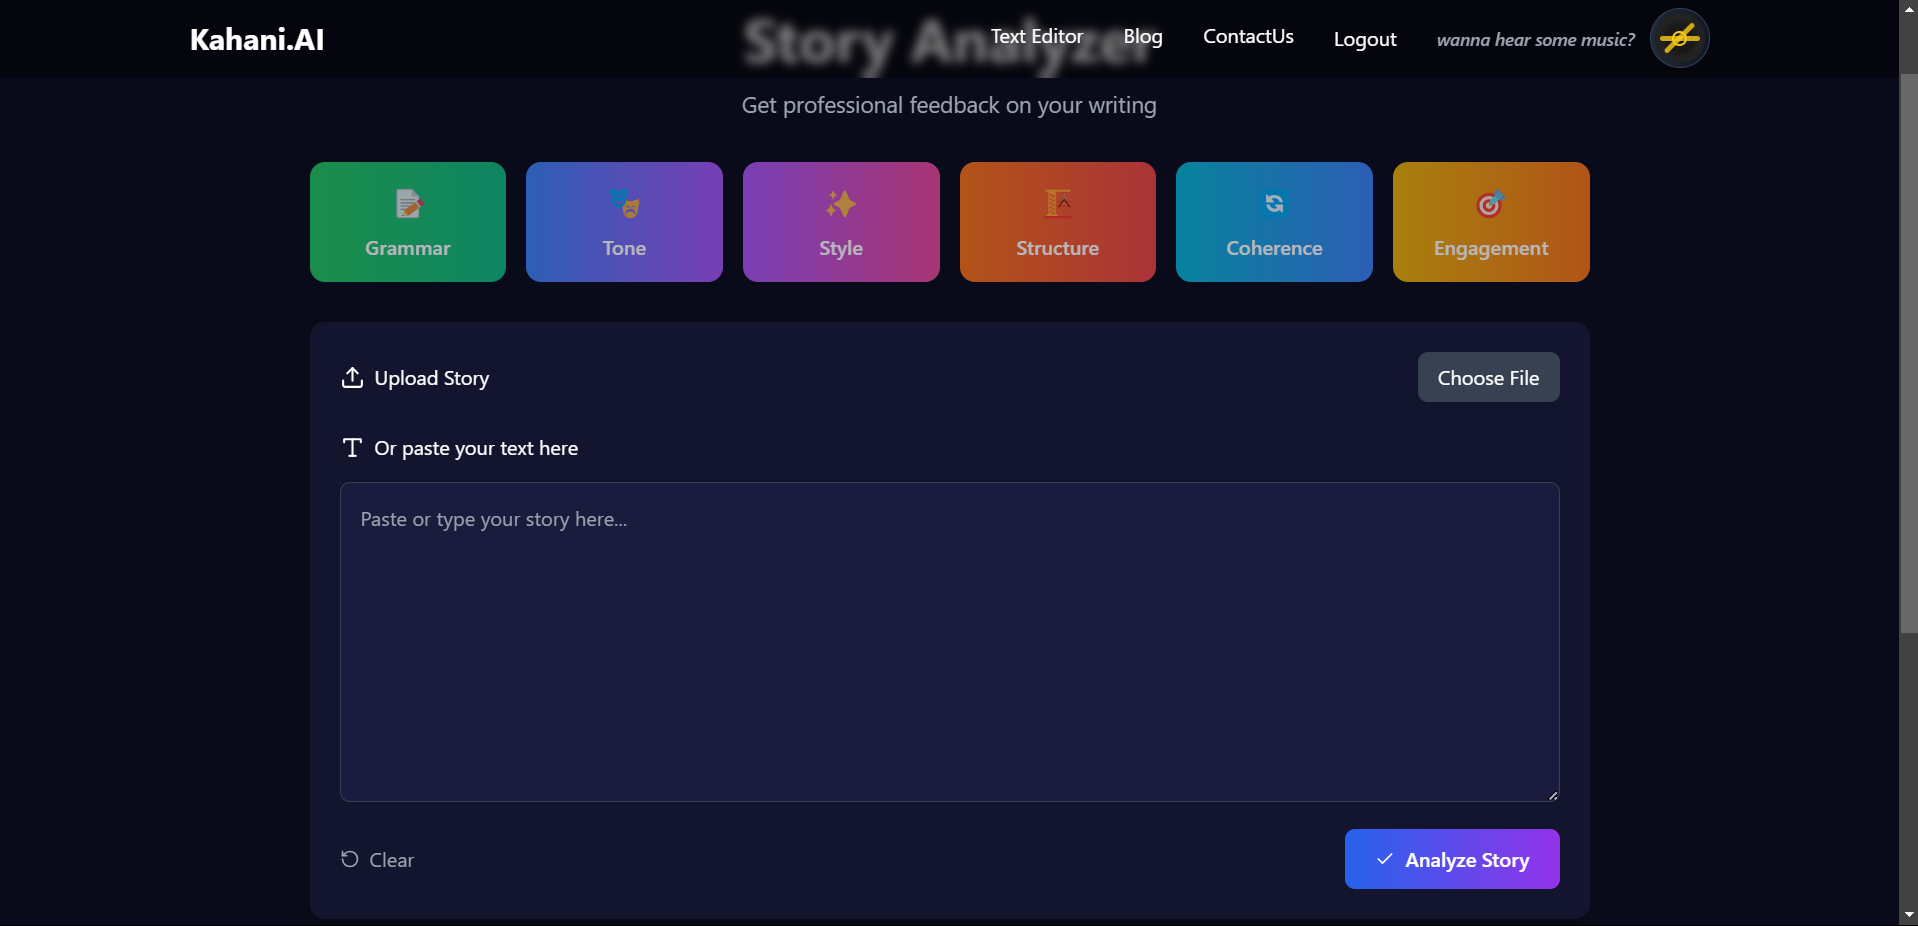 Kahani.AI
Story Analyzer
Text Editor
Blog
ContactUs
Logout
wanna hear some music?
Get professional feedback on your writing
Grammar
Tone
Style
Structure
Coherence
Engagement
Upload Story
Choose File
Or paste your text here
Paste or type your story here...
Clear
Analyze Story